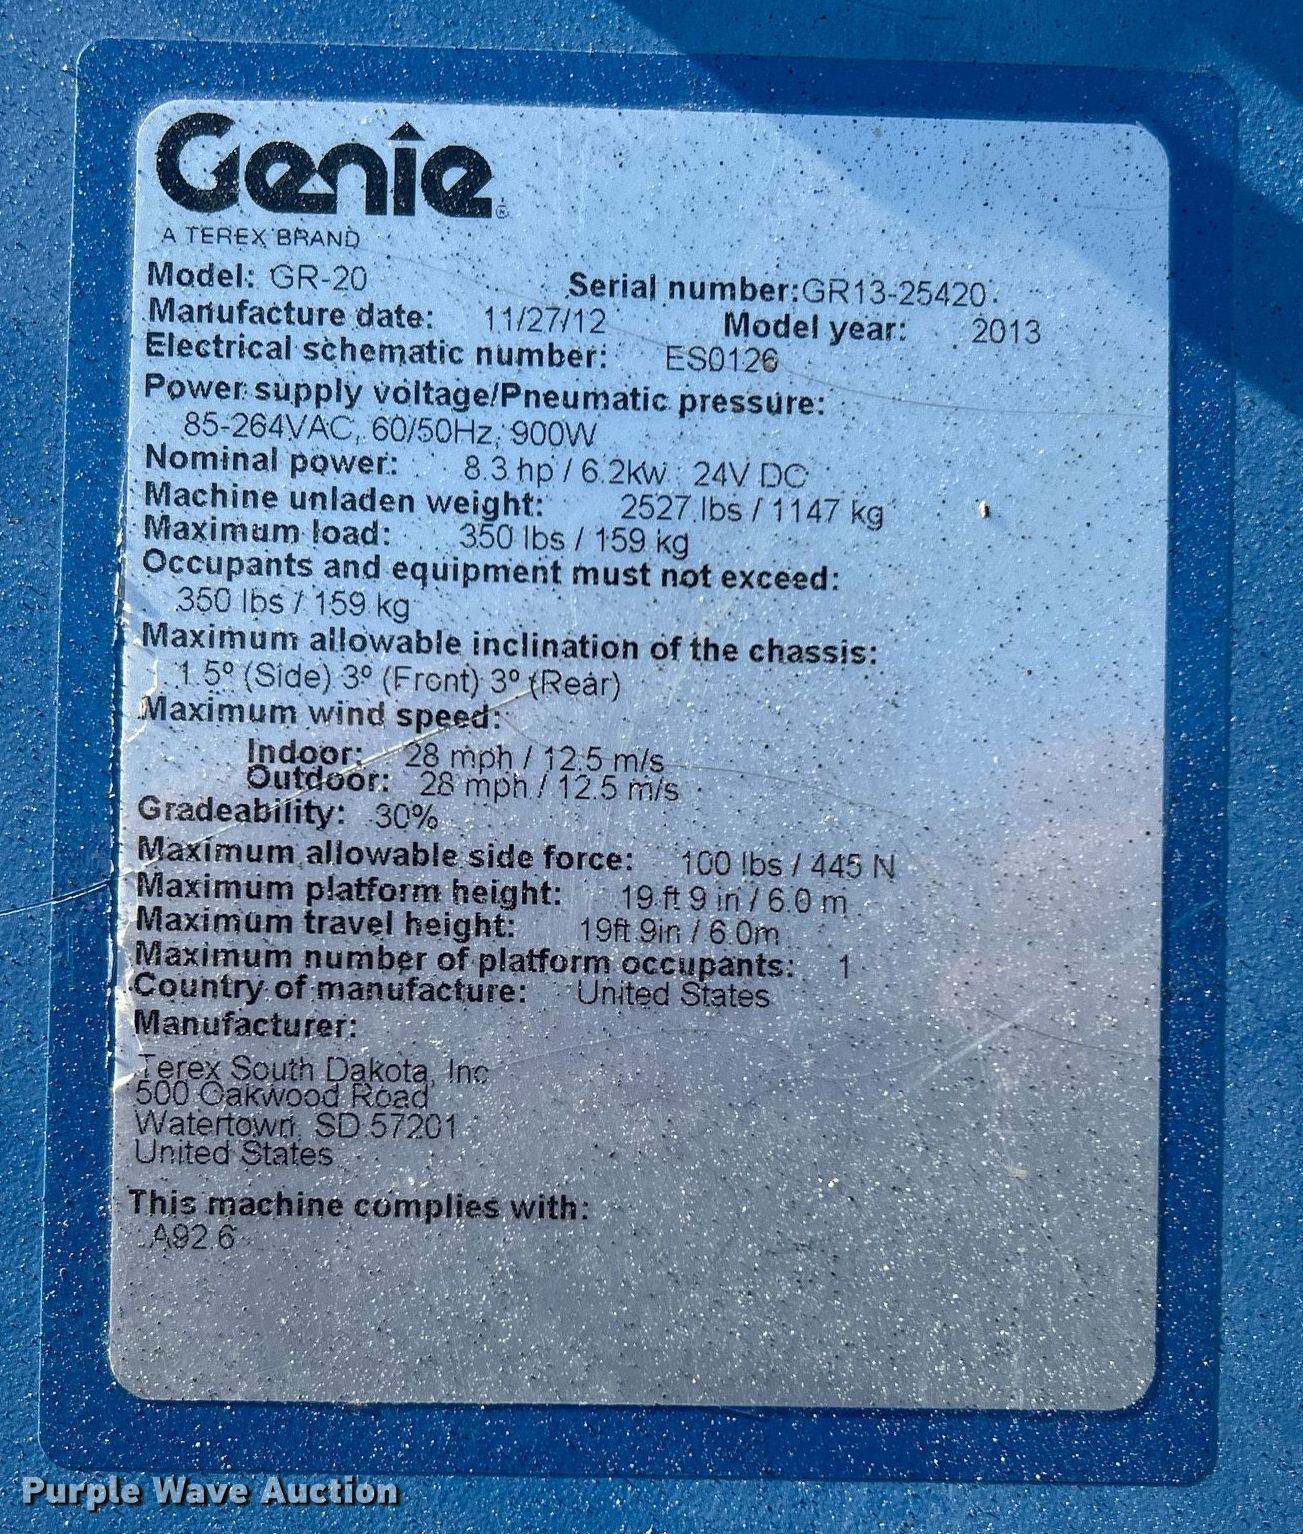 Genie®
A TEREX BRAND
Model: GR-20 Serial number: GR13-25420
Manufacture date: 11/27/12 Model year: 2013
Electrical schematic number: ES0126
Power supply voltage/Pneumatic pressure:
85-264VAC, 60/50Hz, 900W
Nominal power: 8.3 hp / 6.2kw 24V DC
Machine unladen weight: 2527 lbs / 1147 kg
Maximum load: 350 lbs / 159 kg
Occupants and equipment must not exceed:
350 lbs / 159 kg
Maximum allowable inclination of the chassis:
1.5º (Side) 3º (Front) 3º (Rear)
Maximum wind speed:
Indoor: 28 mph / 12.5 m/s
Outdoor: 28 mph / 12.5 m/s
Gradeability: 30%
Maximum allowable side force: 100 lbs / 445 N
Maximum platform height: 19 ft 9 in / 6.0 m
Maximum travel height: 19ft 9in / 6.0m
Maximum number of platform occupants: 1
Country of manufacture: United States
Manufacturer:
Terex South Dakota, Inc
500 Oakwood Road
Watertown, SD 57201
United States
This machine complies with:
A92.6
Purple Wave Auction